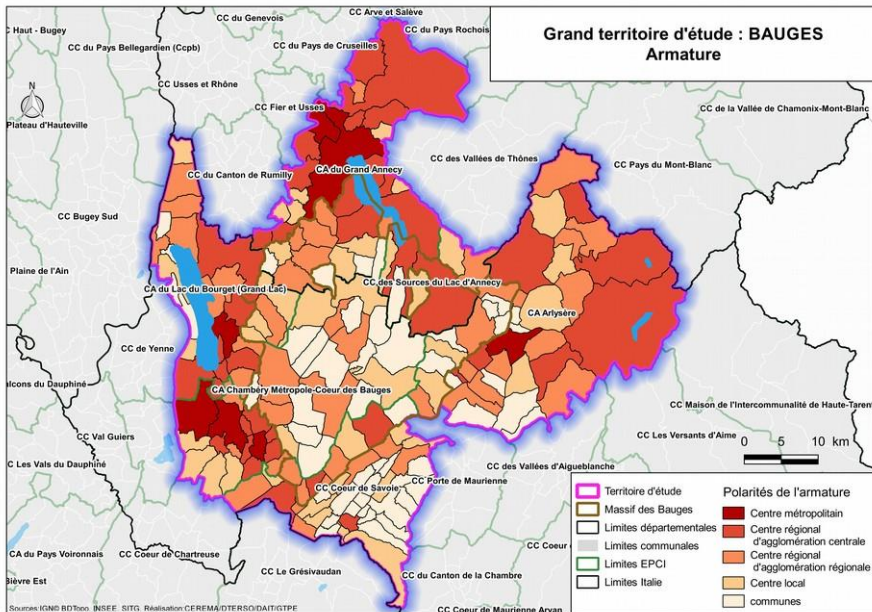 Grand territoire d'étude : BAUGES
Armature
CC du Genevois
CC Arve et Salève
CC Haut - Bugey
CC du Pays Rochois
CC du Pays Bellegardien (Ccpb)
CC du Pays de Cruseilles
CC Usses et Rhône
N
CC Fier et Usses
CC de la Vallée de Chamonix-Mont-Blanc
Plateau d'Hauteville
CC des Vallées de Thônes
CC Pays du Mont-Blanc
CA du Grand Annecy
CC du Canton de Rumilly
CC Bugey Sud
Plaine de l'Ain
CC des Sources du Lac d'Annecy
CA du Lac du Bourget (Grand Lac)
CA Arlysère
CC de Yenne
CA Chambéry Métropole-Coeur des Bauges
CC Maison de l'Intercommunalité de Haute-Tarent
CC Val Guiers
CC Les Versants d'Aime
0 5 10 km
CC Les Vals du Dauphiné
CC des Vallées d'Aigueblanche
CC Porte de Maurienne
CC Coeur de Savoie
CA du Pays Voironnais
CC Coeur de Chartreuse
CC Le Grésivaudan
CC du Canton de la Chambre
Bièvre Est
CC Coeur de Maurienne Arvan
Territoire d'étude
Massif des Bauges
Limites départementales
Limites communales
Limites EPCI
Limites Italie
Polarités de l'armature
Centre métropolitain
Centre régional
d'agglomération centrale
Centre régional
d'agglomération régionale
Centre local
communes
Sources:IGN© BDTopo, INSEE, SITG. Réalisation:CEREMA/DTERSO/DAIT/GTPE